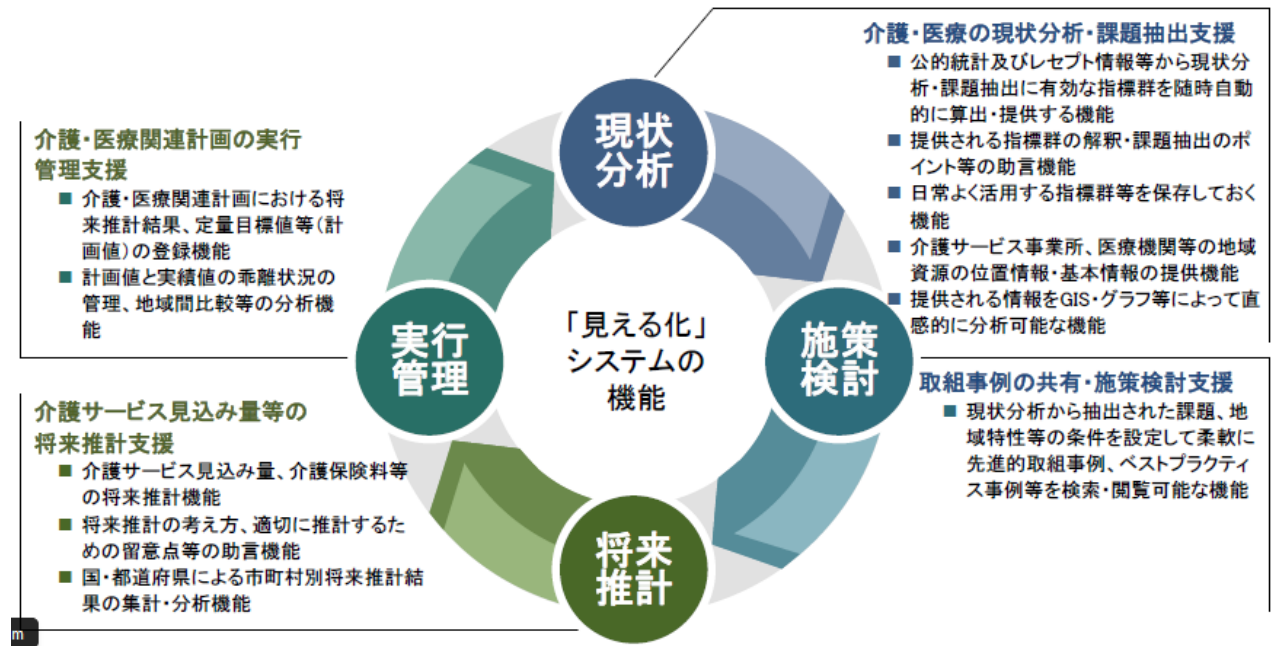 介護・医療の現状分析・課題抽出支援
■ 公的統計及びレセプト情報等から現状分
析・課題抽出に有効な指標群を随時自動
的に算出・提供する機能
■ 提供される指標群の解釈・課題抽出のポ
イント等の助言機能
■ 日常よく活用する指標群等を保存しておく
機能
■ 介護サービス事業所、医療機関等の地域
資源の位置情報・基本情報の提供機能
■ 提供される情報をGIS・グラフ等によって直
感的に分析可能な機能
現状
分析
介護・医療関連計画の実行
管理支援
■ 介護・医療関連計画における将
来推計結果、定量目標値等(計
画値)の登録機能
■ 計画値と実績値の乖離状況の
管理、地域間比較等の分析機
能
実行
管理
「見える化」
システムの
機能
施策
検討
取組事例の共有・施策検討支援
■ 現状分析から抽出された課題、地
域特性等の条件を設定して柔軟に
先進的取組事例、ベストプラクティ
ス事例等を検索・閲覧可能な機能
介護サービス見込み量等の
将来推計支援
■ 介護サービス見込み量、介護保険料等
の将来推計機能
■ 将来推計の考え方、適切に推計するた
めの留意点等の助言機能
■ 国・都道府県による市町村別将来推計結
果の集計・分析機能
将来
推計
m